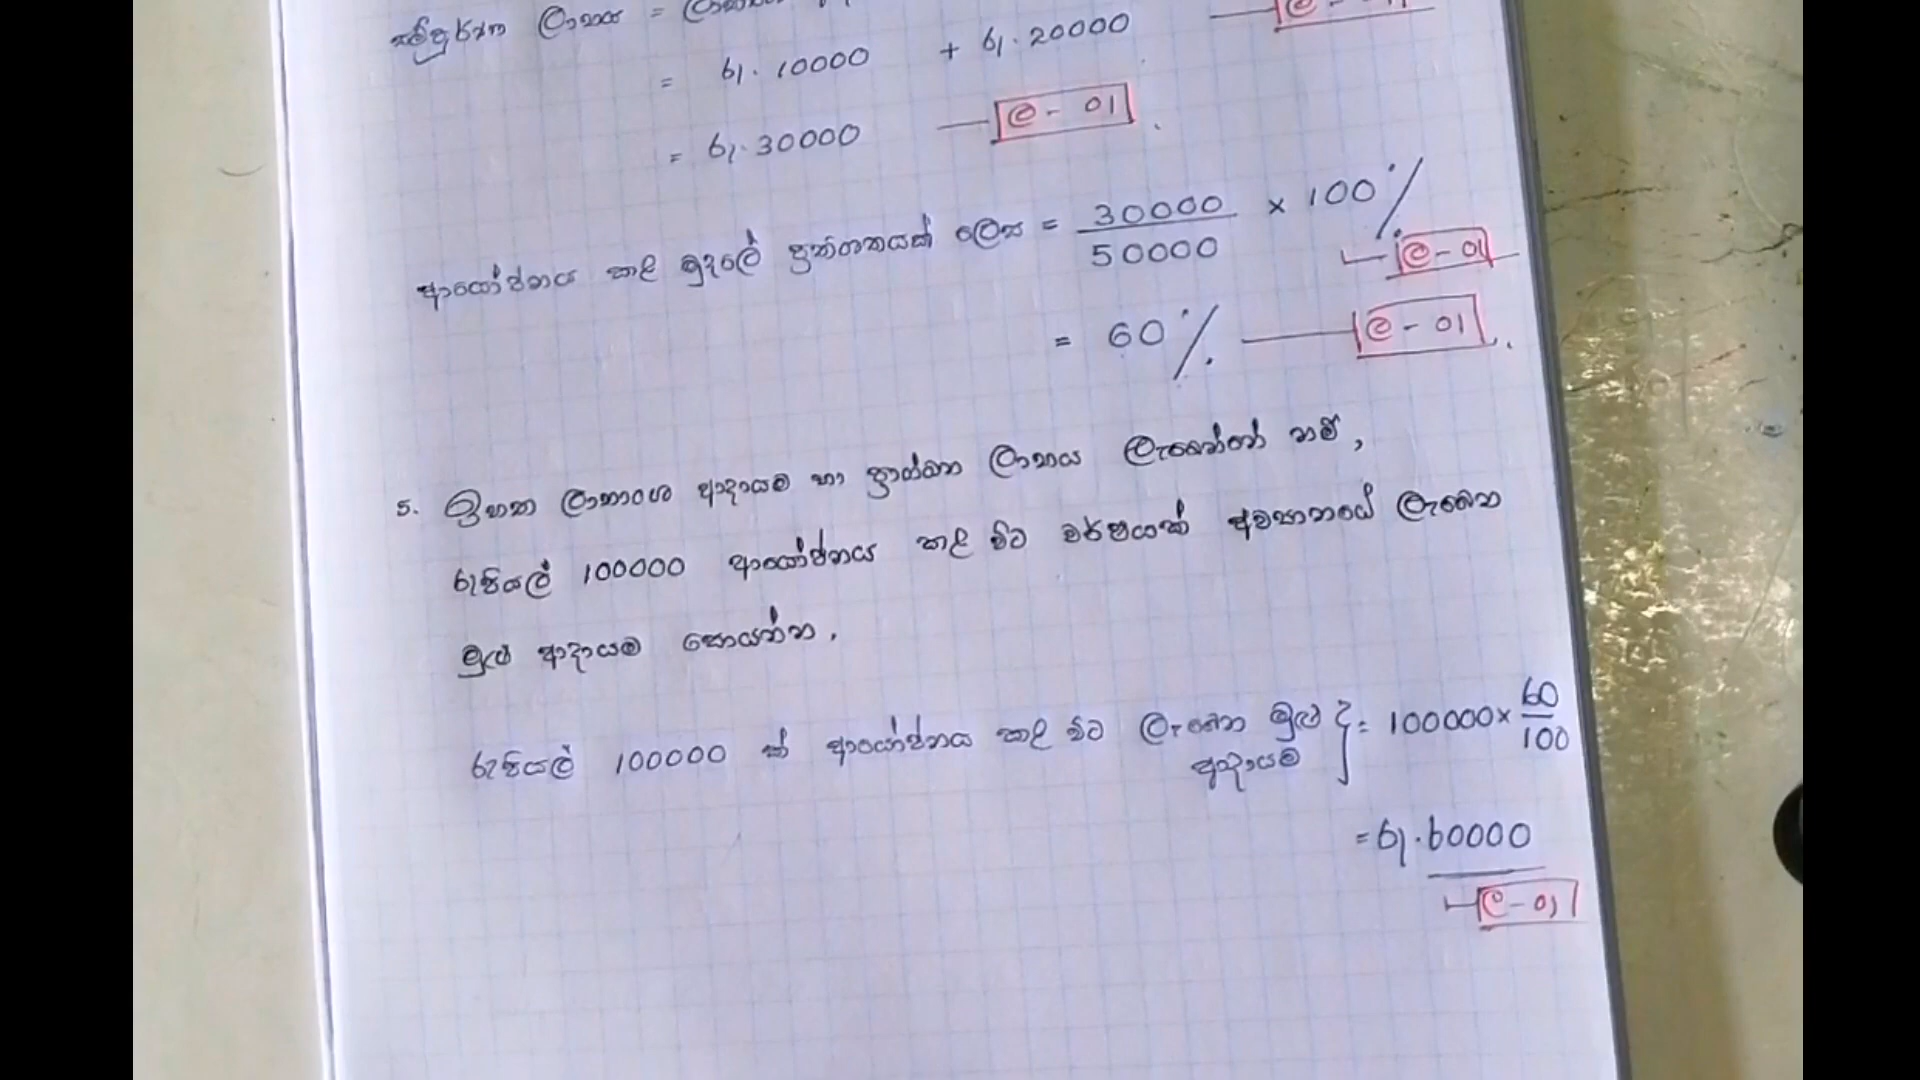 සම්පූර්ණ ලාභය =
= රු. 10000 + රු. 20000
= රු. 30000 ල - 01
ආයෝජනය කළ මුදලේ ප්‍රතිශතයක් ලෙස = 30000/50000 × 100% ල - 01
= 60% ල - 01
5. ඉහත ලාභාංශ ආදායම හා ප්‍රාග්ධන ලාභය ලැබෙන්නේ නම්,
රුපියල් 100000 ආයෝජනය කළ විට වර්ෂයක් අවසානයේ ලැබෙන
මුළු ආදායම සොයන්න.
රුපියල් 100000 ක් ආයෝජනය කළ විට ලැබෙන මුළු ආදායම } = 100000 × 60/100
= රු. 60000
ල - 01